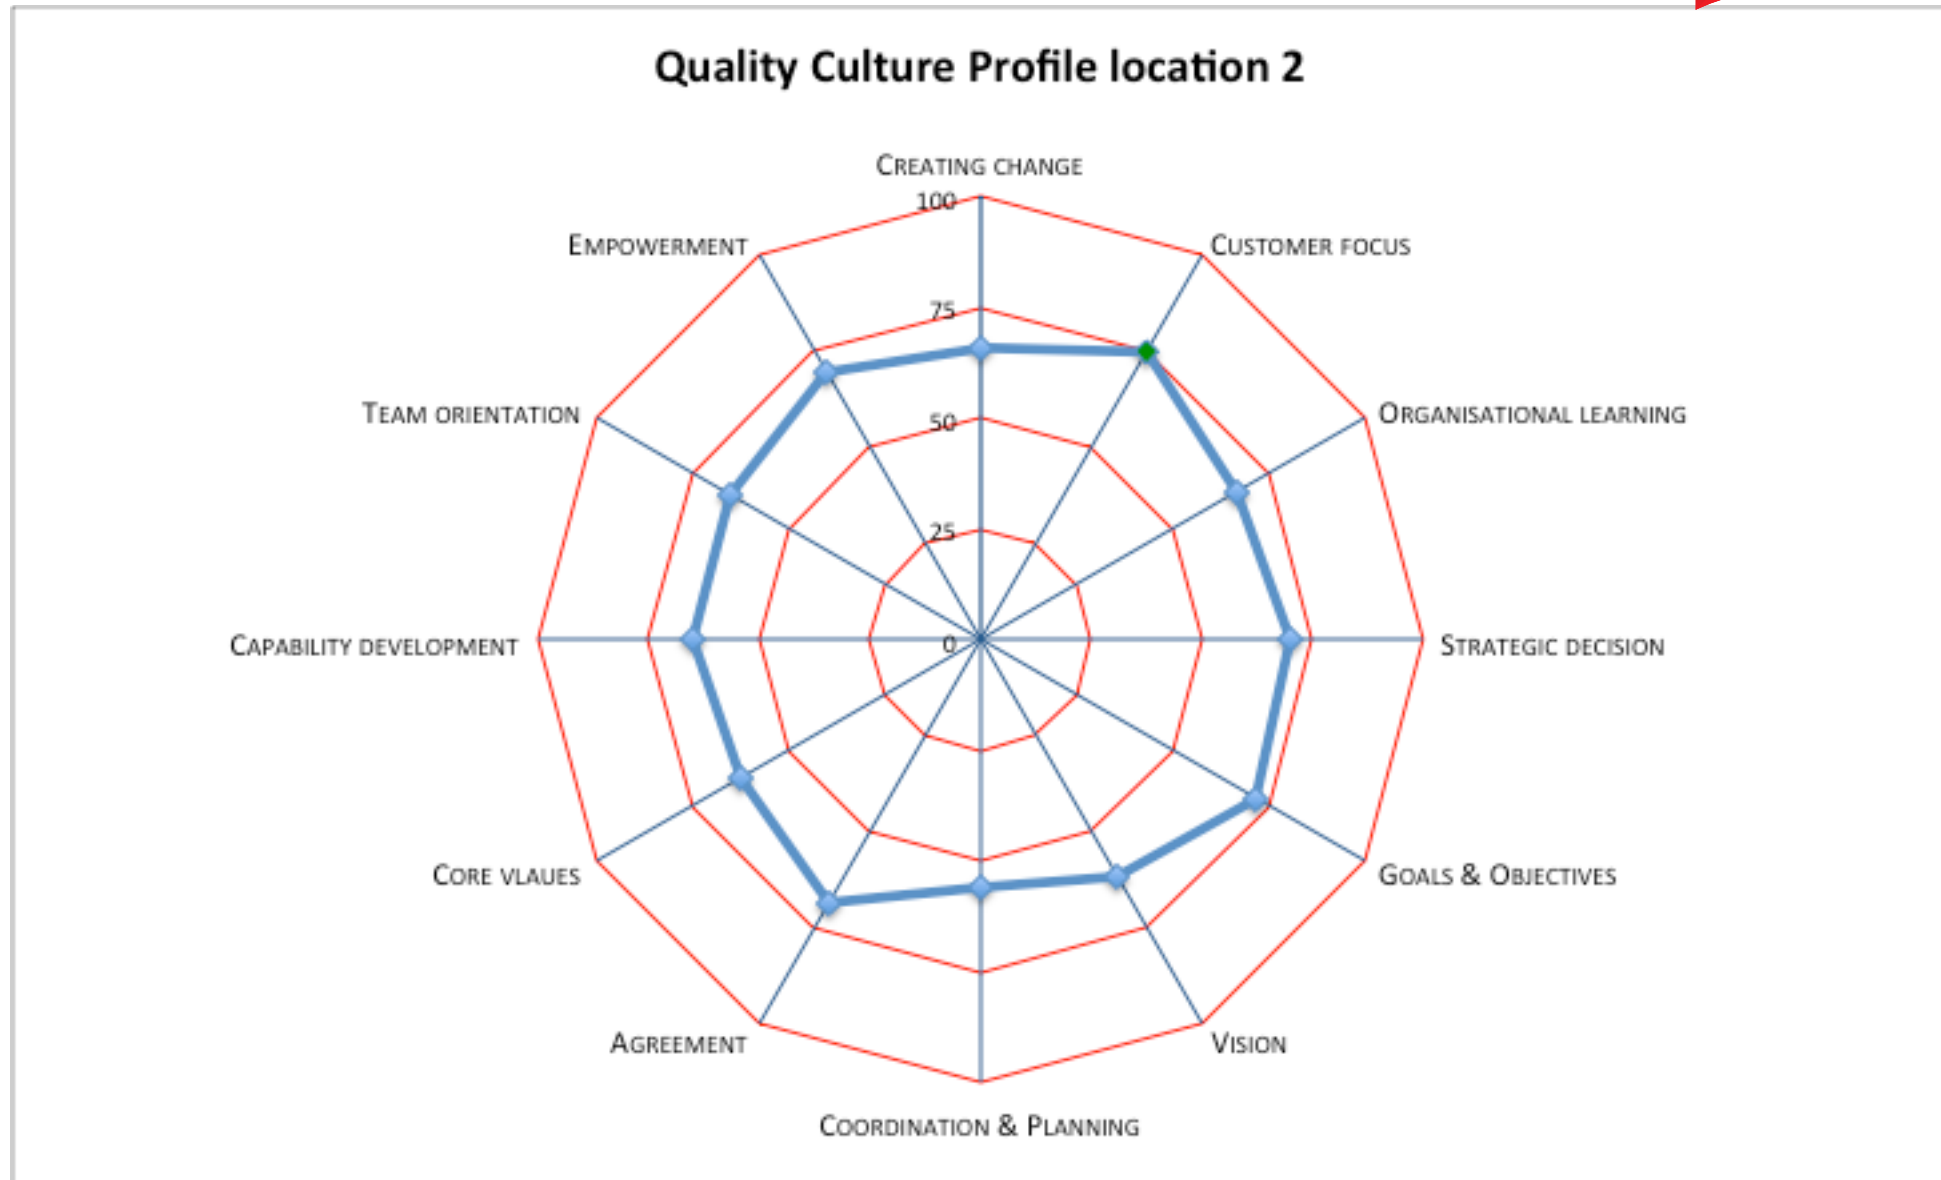 Quality Culture Profile location 2
CREATING CHANGE
100
EMPOWERMENT
CUSTOMER FOCUS
75
TEAM ORIENTATION
50
ORGANISATIONAL LEARNING
25
CAPABILITY DEVELOPMENT
0
STRATEGIC DECISION
CORE VLAUES
GOALS & OBJECTIVES
AGREEMENT
VISION
COORDINATION & PLANNING